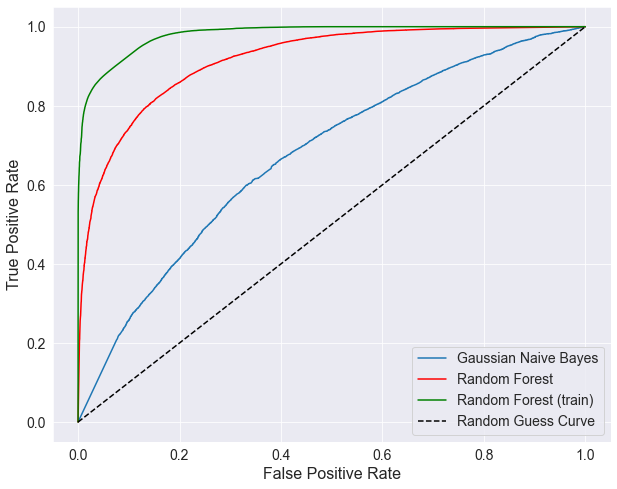 1.0
0.8
0.6
0.4
0.2
0.0
True Positive Rate
Gaussian Naive Bayes
Random Forest
Random Forest (train)
Random Guess Curve
0.0 0.2 0.4 0.6 0.8 1.0
False Positive Rate